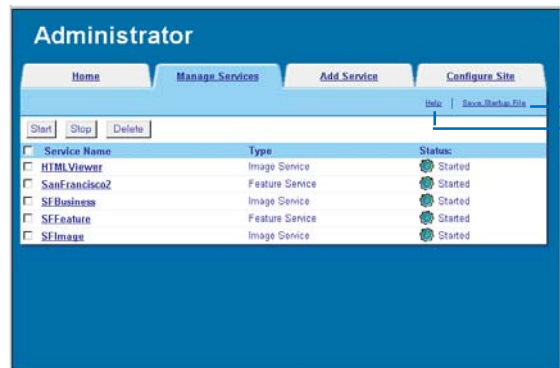 Administrator
Home Manage Services Add Service Configure Site
Help | Save Startup File
Start Stop Delete
Service Name Type Status:
HTMLViewer Image Service Started
SanFrancisco2 Feature Service Started
SFBusiness Image Service Started
SFFeature Feature Service Started
SFImage Image Service Started